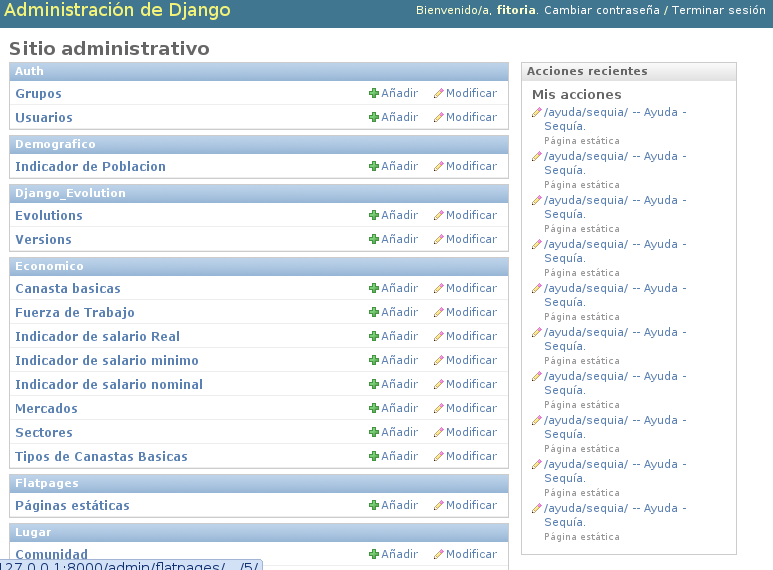 Administración de Django
Bienvenido/a, fitoria. Cambiar contraseña / Terminar sesión
Sitio administrativo
Auth
Grupos Añadir Modificar
Usuarios Añadir Modificar
Demografico
Indicador de Poblacion Añadir Modificar
Django_Evolution
Evolutions Añadir Modificar
Versions Añadir Modificar
Economico
Canasta basicas Añadir Modificar
Fuerza de Trabajo Añadir Modificar
Indicador de salario Real Añadir Modificar
Indicador de salario minimo Añadir Modificar
Indicador de salario nominal Añadir Modificar
Mercados Añadir Modificar
Sectores Añadir Modificar
Tipos de Canastas Basicas Añadir Modificar
Flatpages
Páginas estáticas Añadir Modificar
Lugar
Comunidad Añadir Modificar
127.0.0.1:8000/admin/flatpages/.../5/
Acciones recientes
Mis acciones
/ayuda/sequia/ -- Ayuda -
Sequía.
Página estática
/ayuda/sequia/ -- Ayuda -
Sequía.
Página estática
/ayuda/sequia/ -- Ayuda -
Sequía.
Página estática
/ayuda/sequia/ -- Ayuda -
Sequía.
Página estática
/ayuda/sequia/ -- Ayuda -
Sequía.
Página estática
/ayuda/sequia/ -- Ayuda -
Sequía.
Página estática
/ayuda/sequia/ -- Ayuda -
Sequía.
Página estática
/ayuda/sequia/ -- Ayuda -
Sequía.
Página estática
/ayuda/sequia/ -- Ayuda -
Sequía.
Página estática
/ayuda/sequia/ -- Ayuda -
Sequía.
Página estática